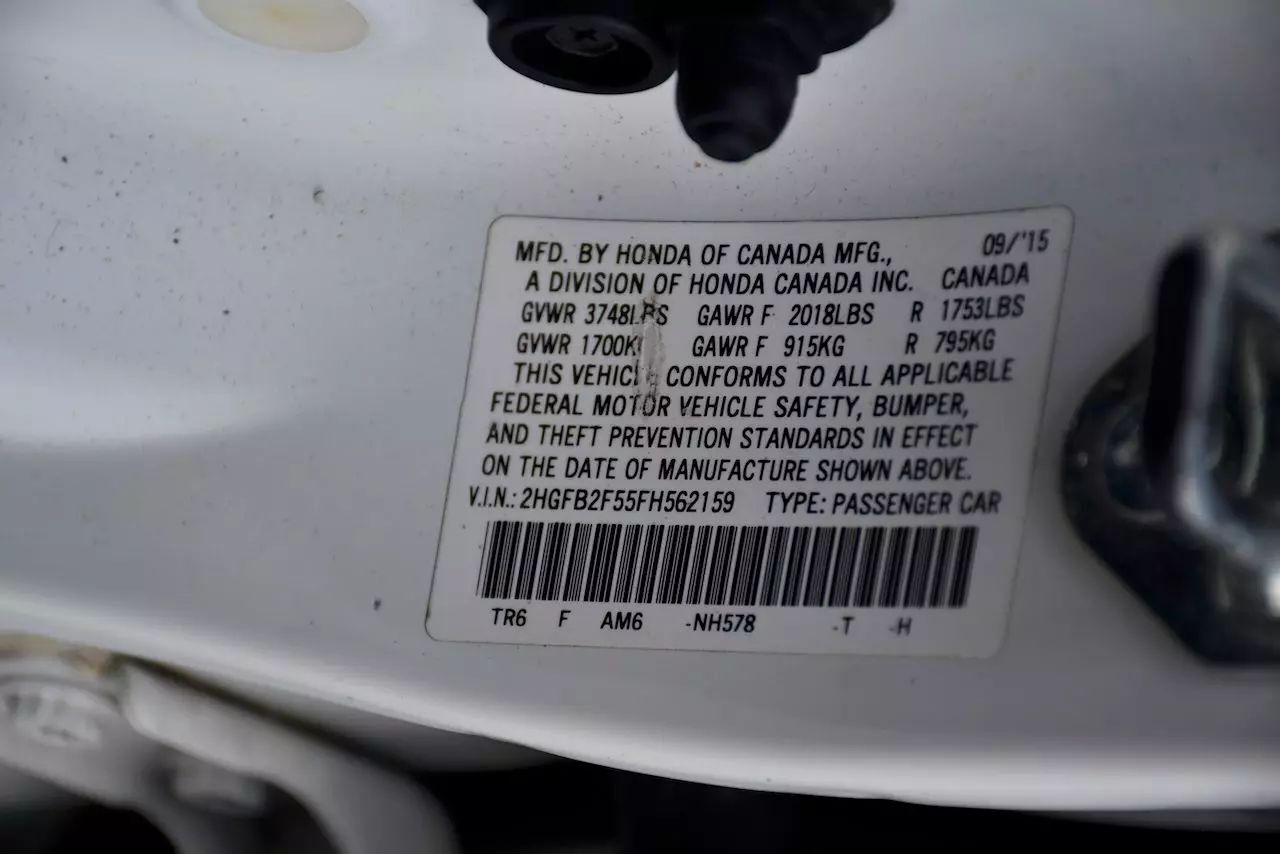 MFD. BY HONDA OF CANADA MFG., 09/'15
A DIVISION OF HONDA CANADA INC. CANADA
GVWR 3748LBS GAWR F 2018LBS R 1753LBS
GVWR 1700KG GAWR F 915KG R 795KG
THIS VEHICLE CONFORMS TO ALL APPLICABLE
FEDERAL MOTOR VEHICLE SAFETY, BUMPER,
AND THEFT PREVENTION STANDARDS IN EFFECT
ON THE DATE OF MANUFACTURE SHOWN ABOVE.
V.I.N.: 2HGFB2F55FH562159 TYPE: PASSENGER CAR
TR6 F AM6 -NH578 -T -H